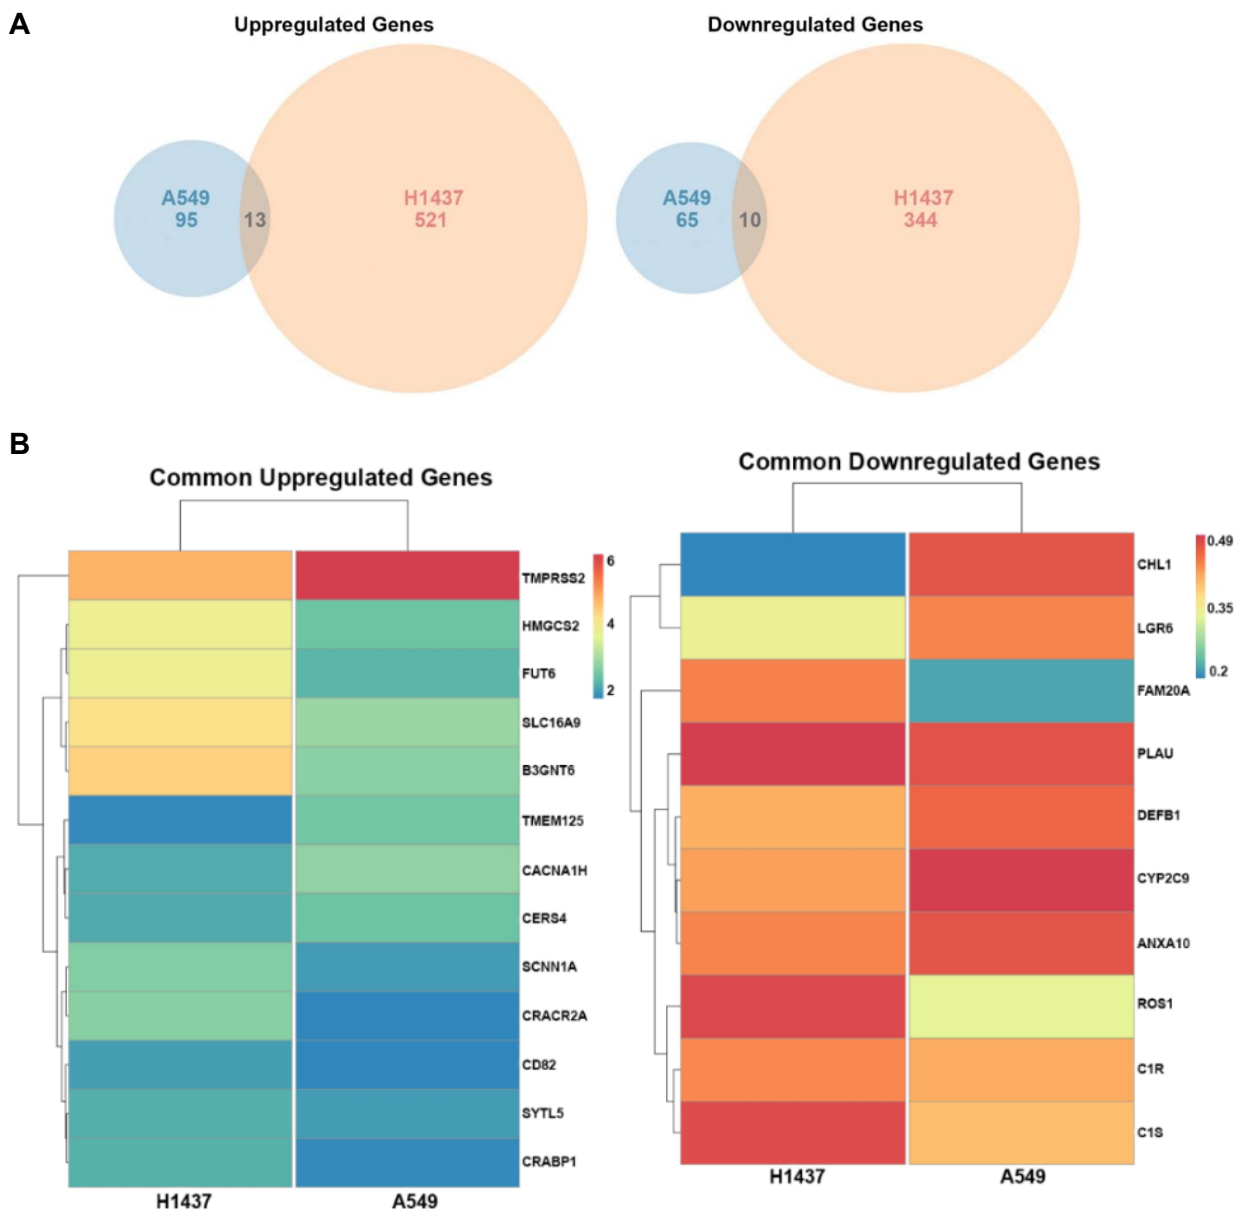 A
Uppregulated Genes
Downregulated Genes
A549
95
13
H1437
521
A549
65
10
H1437
344
B
Common Uppregulated Genes
TMPRSS2
HMGCS2
FUT6
SLC16A9
B3GNT6
TMEM125
CACNA1H
CERS4
SCNN1A
CRACR2A
CD82
SYTL5
CRABP1
6
4
2
H1437
A549
Common Downregulated Genes
CHL1
LGR6
FAM20A
PLAU
DEFB1
CYP2C9
ANXA10
ROS1
C1R
C1S
0.49
0.35
0.2
H1437
A549